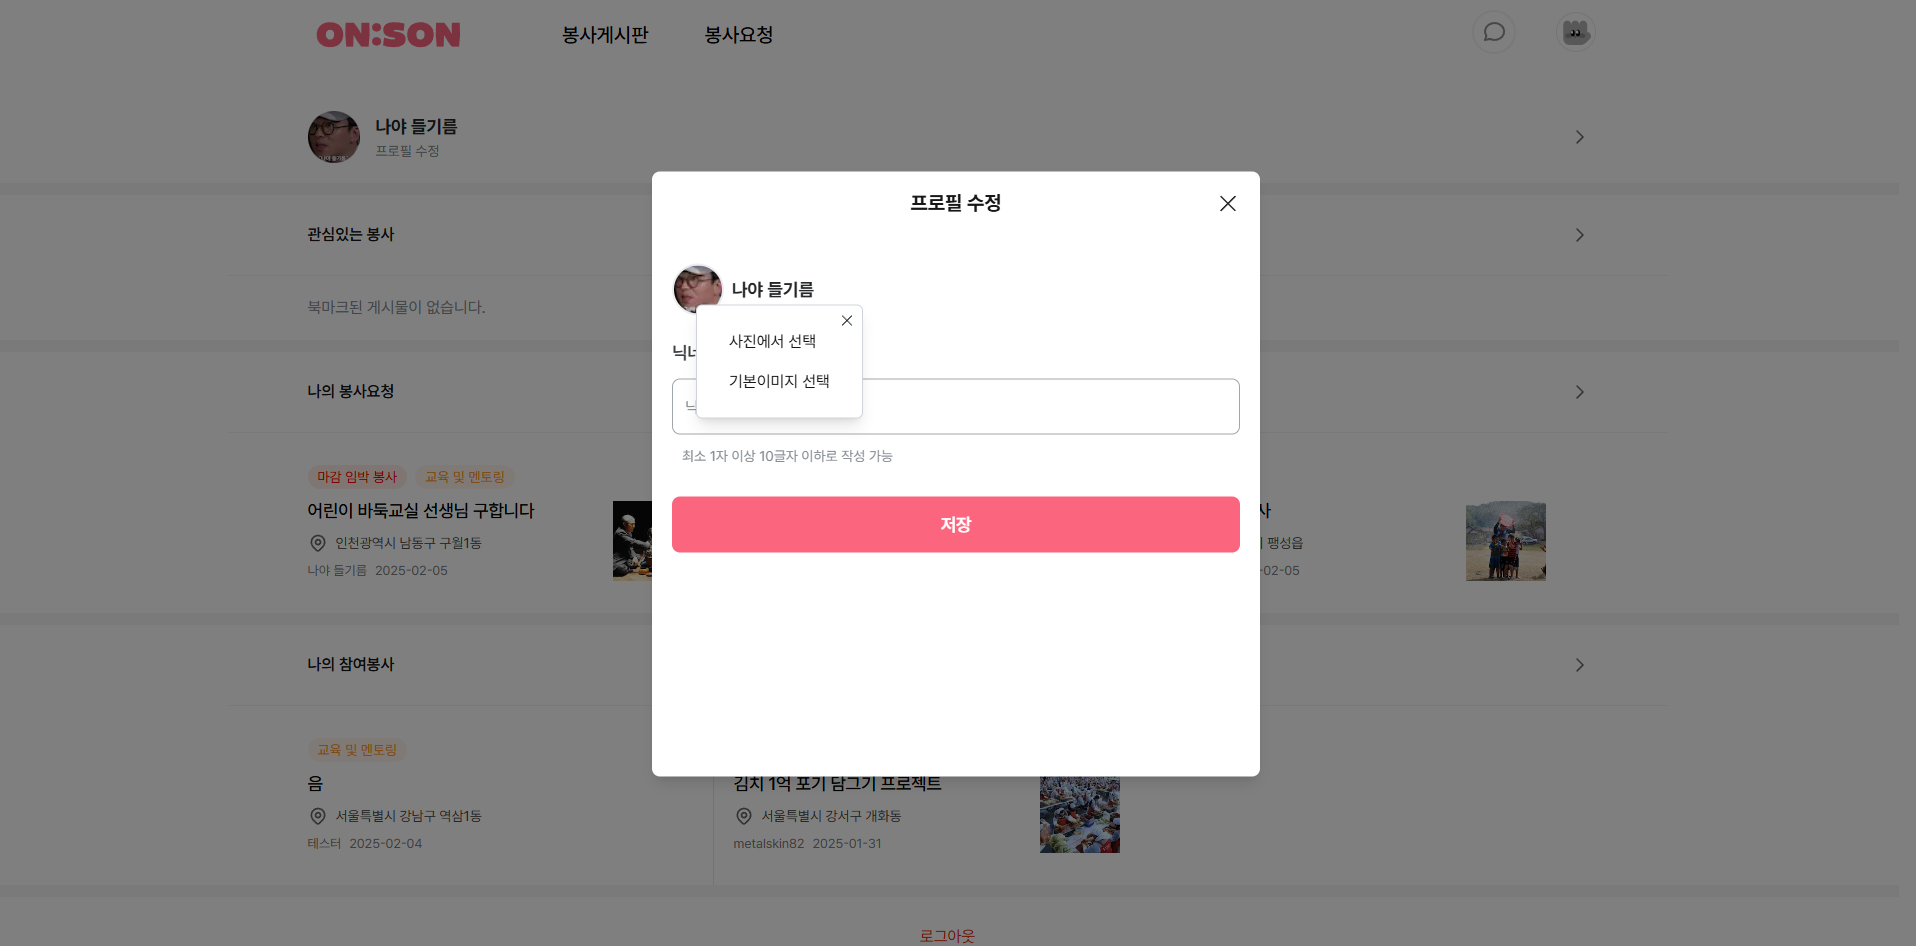 ON:SON
봉사게시판
봉사요청
나야 들기름
프로필 수정
관심있는 봉사
북마크된 게시물이 없습니다.
나의 봉사요청
마감 임박 봉사
교육 및 멘토링
어린이 바둑교실 선생님 구합니다
인천광역시 남동구 구월1동
나야 들기름 2025-02-05
사
팽성읍
-02-05
나의 참여봉사
교육 및 멘토링
음
서울특별시 강남구 역삼1동
테스터 2025-02-04
김치 1억 포기 담그기 프로젝트
서울특별시 강서구 개화동
metalskin82 2025-01-31
로그아웃
프로필 수정
나야 들기름
사진에서 선택
기본이미지 선택
최소 1자 이상 10글자 이하로 작성 가능
저장